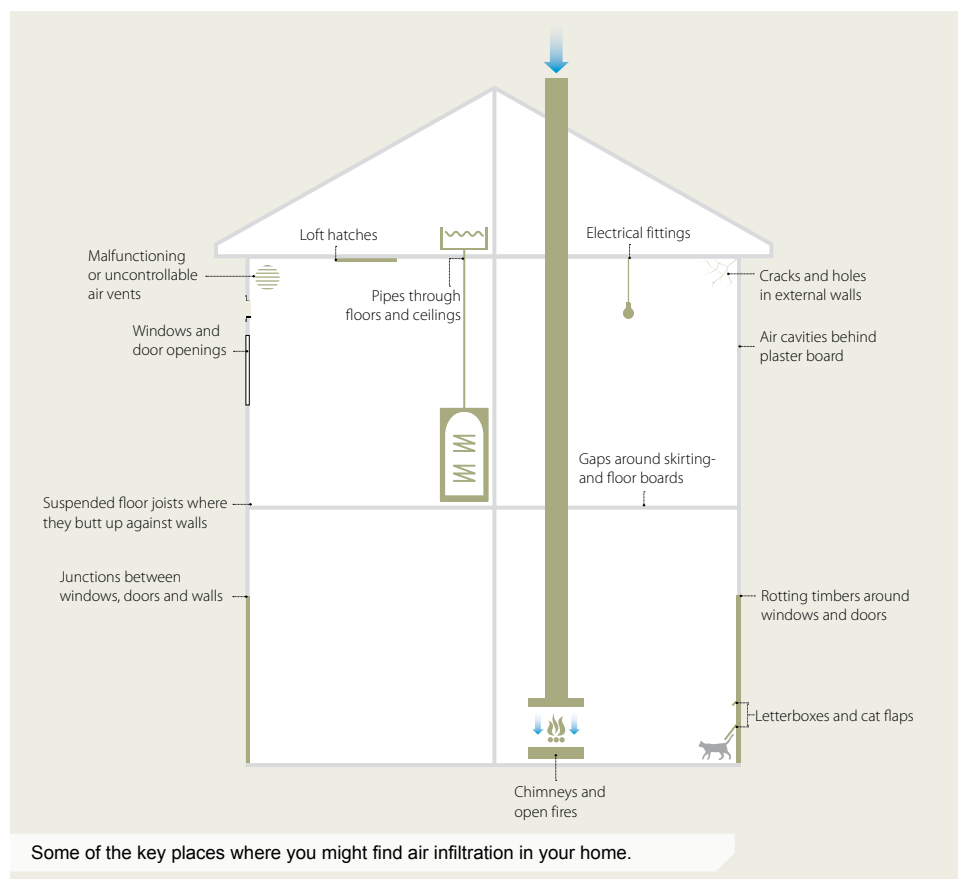 Loft hatches
Electrical fittings
Malfunctioning
or uncontrollable
air vents
Pipes through
floors and ceilings
Cracks and holes
in external walls
Windows and
door openings
Air cavities behind
plaster board
Gaps around skirting-
and floor boards
Suspended floor joists where
they butt up against walls
Junctions between
windows, doors and walls
Rotting timbers around
windows and doors
Letterboxes and cat flaps
Chimneys and
open fires
Some of the key places where you might find air infiltration in your home.